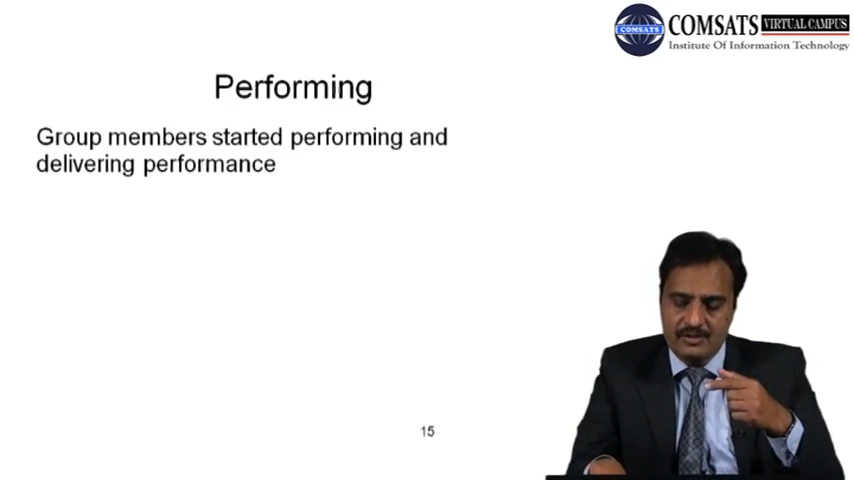 COMSATS VIRTUAL CAMPUS
COMSATS
Institute Of Information Technology
Performing
Group members started performing and
delivering performance
15